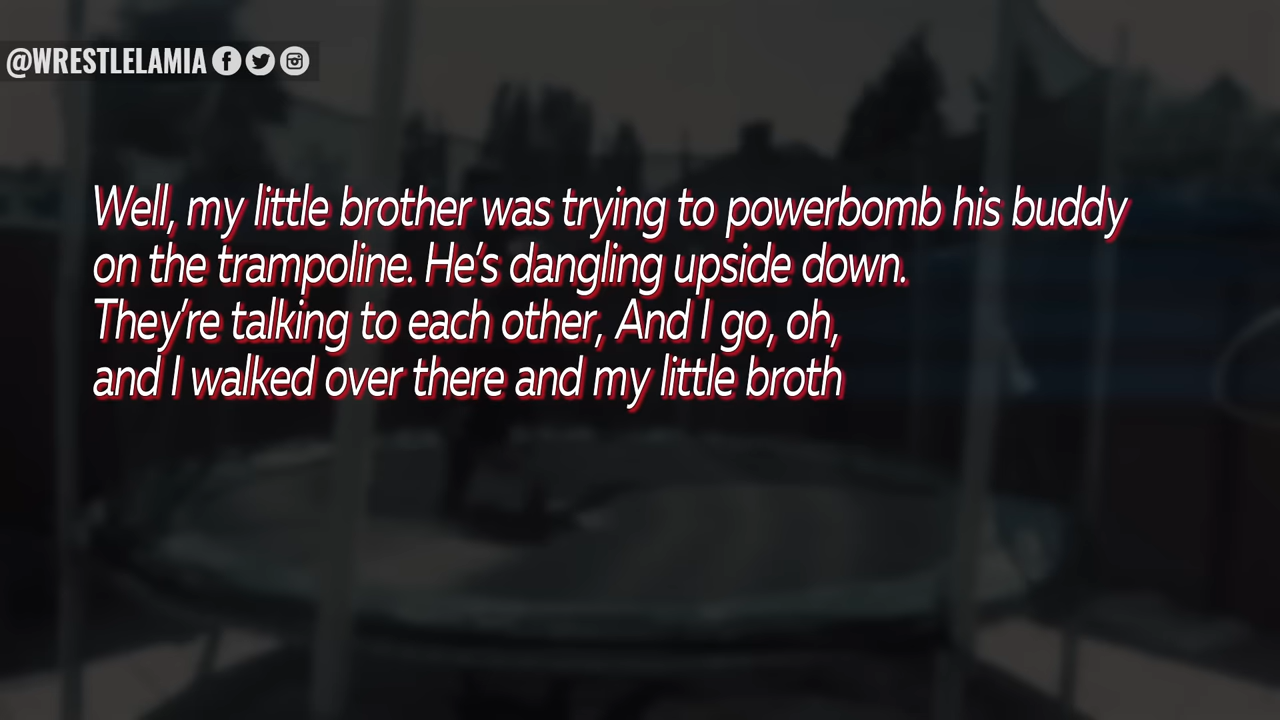 @WRESTLELAMIA
Well, my little brother was trying to powerbomb his buddy
on the trampoline. He's dangling upside down.
They're talking to each other, And I go, oh,
and I walked over there and my little broth